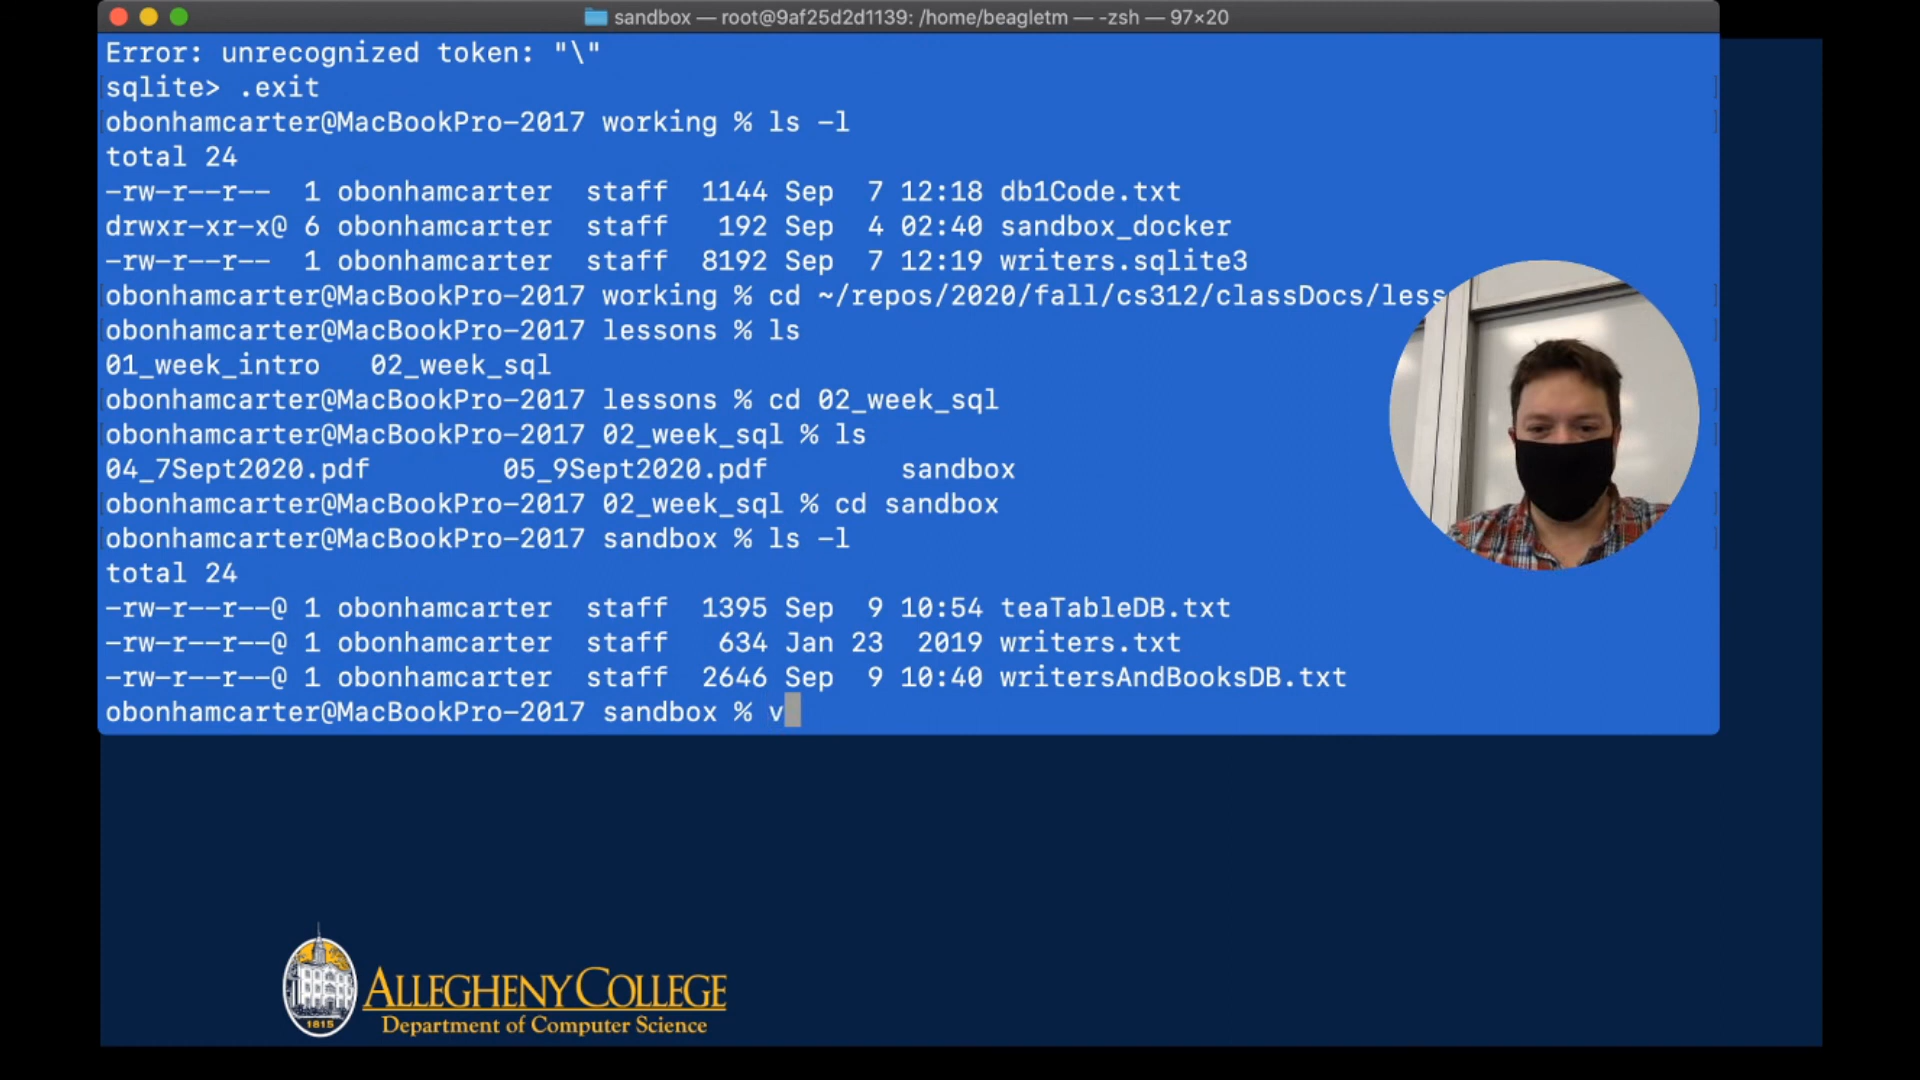 sandbox — root@9af25d2d1139: /home/beagletm — -zsh — 97×20
Error: unrecognized token: "\"
sqlite> .exit
obonhamcarter@MacBookPro-2017 working % ls -l
total 24
-rw-r--r--  1 obonhamcarter  staff  1144 Sep  7 12:18 db1Code.txt
drwxr-xr-x@ 6 obonhamcarter  staff   192 Sep  4 02:40 sandbox_docker
-rw-r--r--  1 obonhamcarter  staff  8192 Sep  7 12:19 writers.sqlite3
obonhamcarter@MacBookPro-2017 working % cd ~/repos/2020/fall/cs312/classDocs/less
obonhamcarter@MacBookPro-2017 lessons % ls
01_week_intro   02_week_sql
obonhamcarter@MacBookPro-2017 lessons % cd 02_week_sql
obonhamcarter@MacBookPro-2017 02_week_sql % ls
04_7Sept2020.pdf        05_9Sept2020.pdf        sandbox
obonhamcarter@MacBookPro-2017 02_week_sql % cd sandbox
obonhamcarter@MacBookPro-2017 sandbox % ls -l
total 24
-rw-r--r--@ 1 obonhamcarter  staff  1395 Sep  9 10:54 teaTableDB.txt
-rw-r--r--@ 1 obonhamcarter  staff   634 Jan 23  2019 writers.txt
-rw-r--r--@ 1 obonhamcarter  staff  2646 Sep  9 10:40 writersAndBooksDB.txt
obonhamcarter@MacBookPro-2017 sandbox % v
1815
ALLEGHENY COLLEGE
Department of Computer Science